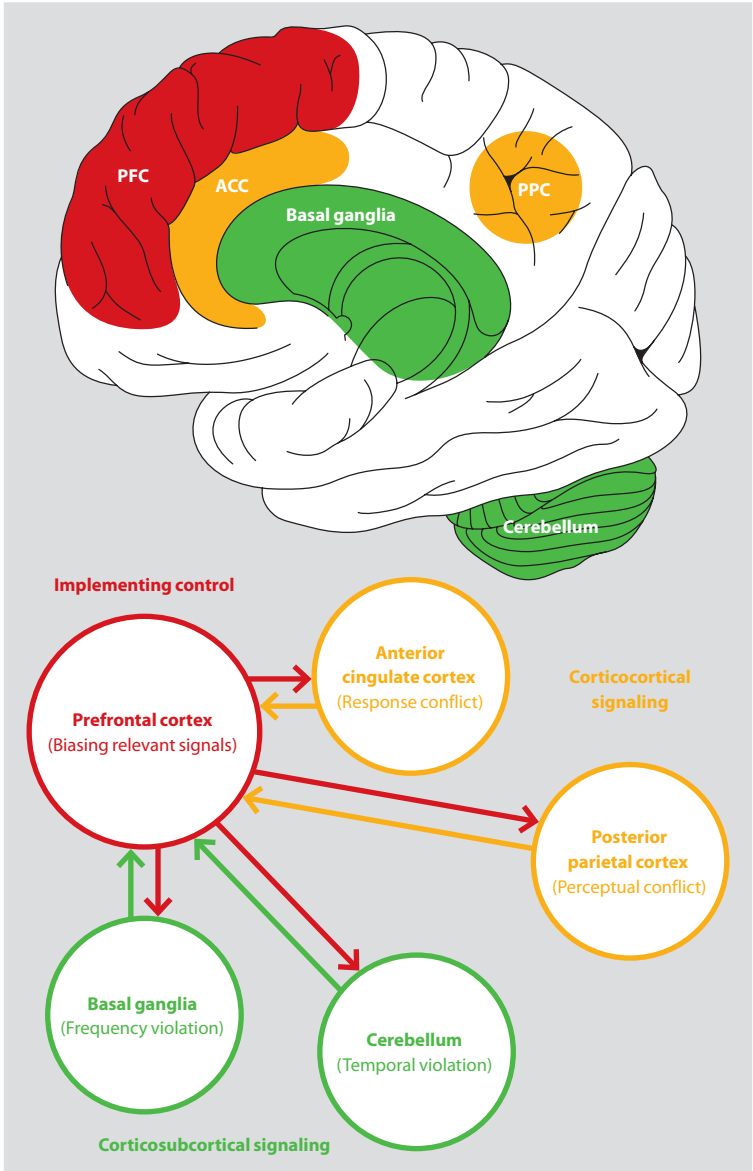 PFC
ACC
PPC
Basal ganglia
Cerebellum
Implementing control
Anterior
cingulate cortex
(Response conflict)
Corticocortical
signaling
Prefrontal cortex
(Biasing relevant signals)
Posterior
parietal cortex
(Perceptual conflict)
Basal ganglia
(Frequency violation)
Cerebellum
(Temporal violation)
Corticosubcortical signaling